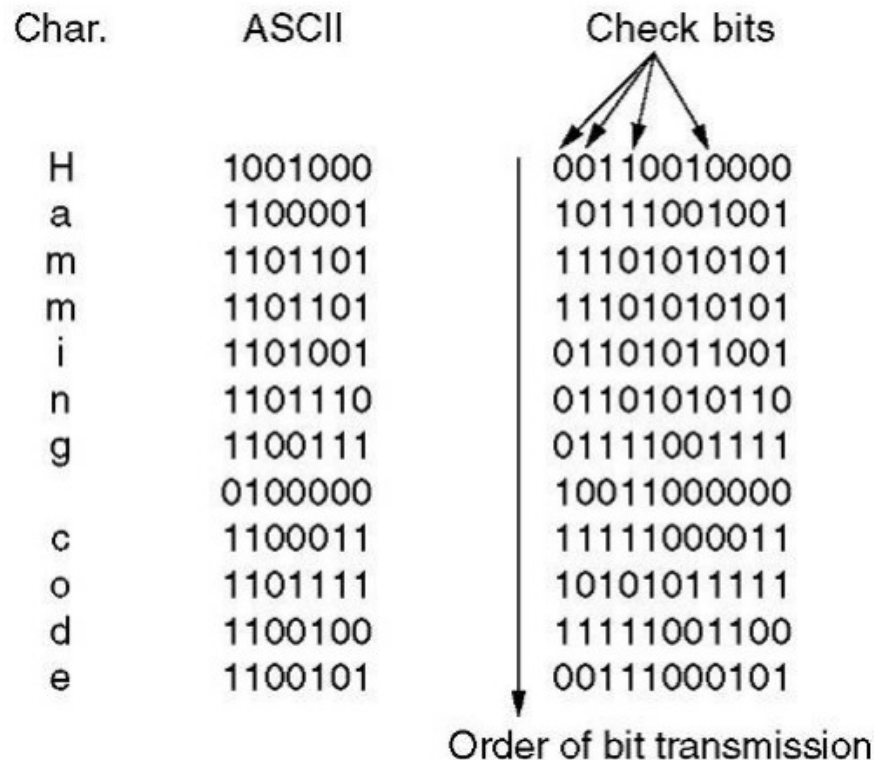 Char. ASCII Check bits
H 1001000 00110010000
a 1100001 10111001001
m 1101101 11101010101
m 1101101 11101010101
i 1101001 01101011001
n 1101110 01101010110
g 1100111 01111001111
0100000 10011000000
c 1100011 11111000011
o 1101111 10101011111
d 1100100 11111001100
e 1100101 00111000101
Order of bit transmission